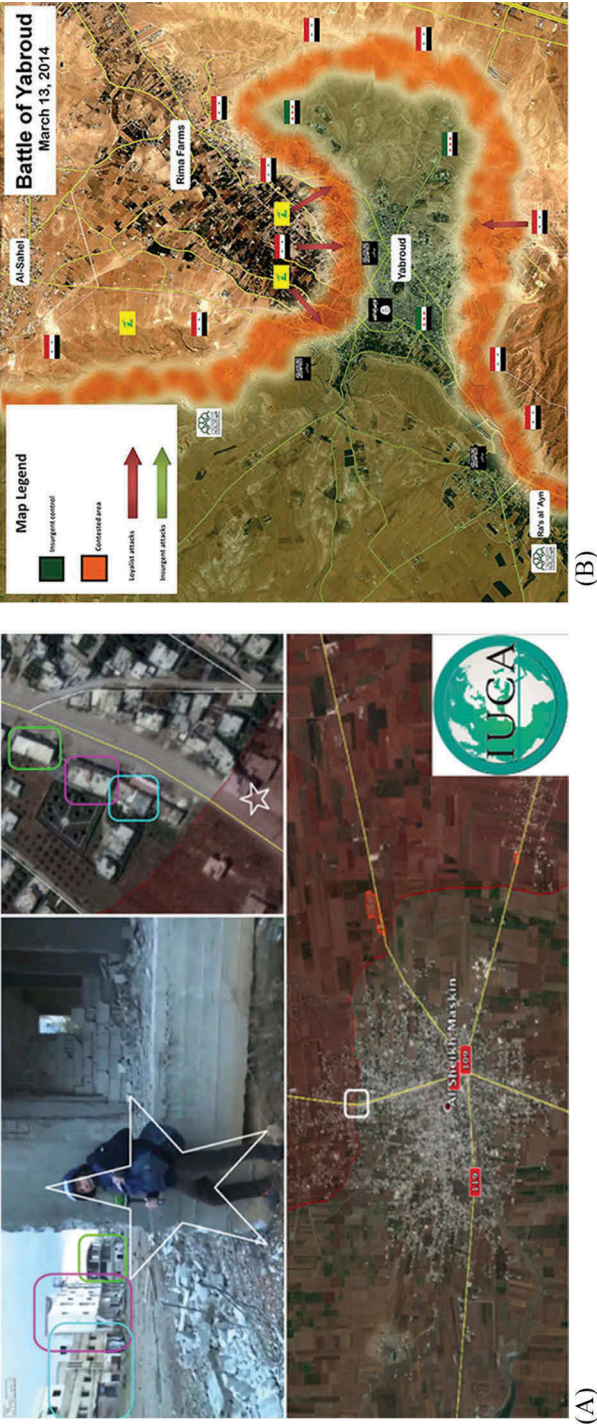 Battle of Yabroud
March 13, 2014
Al-Sahel
Rima Farms
Yabroud
Ra's al 'Ayn
Map Legend
Insurgent control
Contested area
Loyalist attacks
Insurgent attacks
(B)
IUCA
Al Sheikh Maskin
109
119
(A)